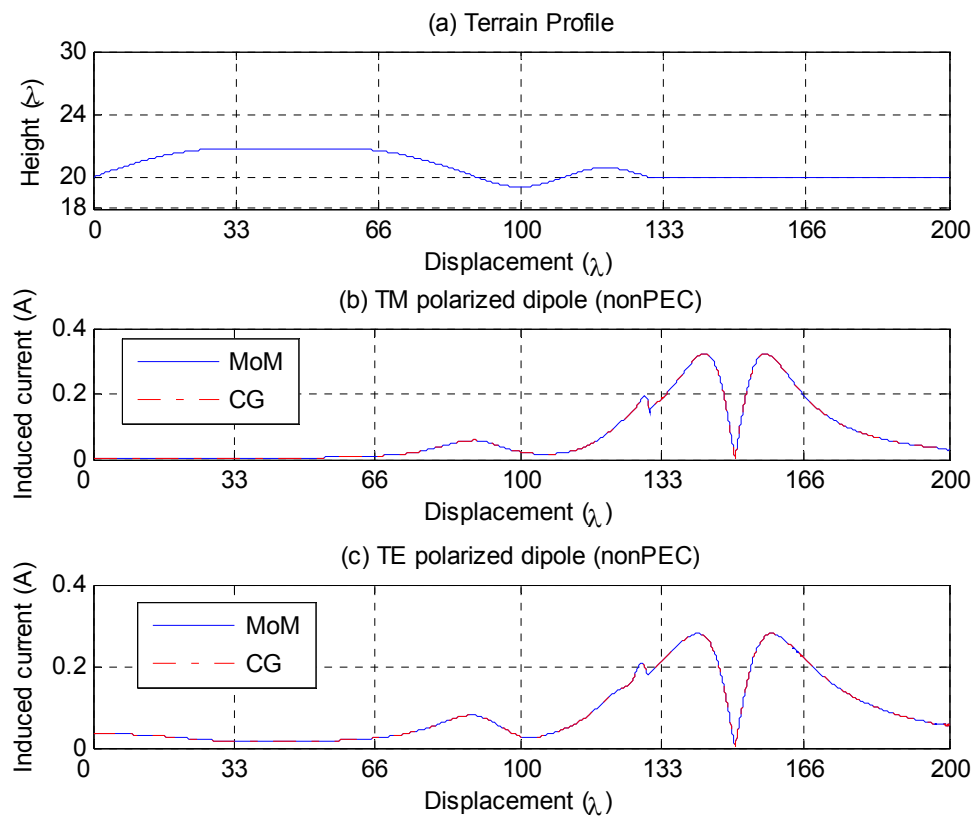 (a) Terrain Profile
30
24
20
18
Height (λ)
0 33 66 100 133 166 200
Displacement (λ)
(b) TM polarized dipole (nonPEC)
0.4
0.2
0
Induced current (A)
MoM
CG
0 33 66 100 133 166 200
Displacement (λ)
(c) TE polarized dipole (nonPEC)
0.4
0.2
0
Induced current (A)
MoM
CG
0 33 66 100 133 166 200
Displacement (λ)